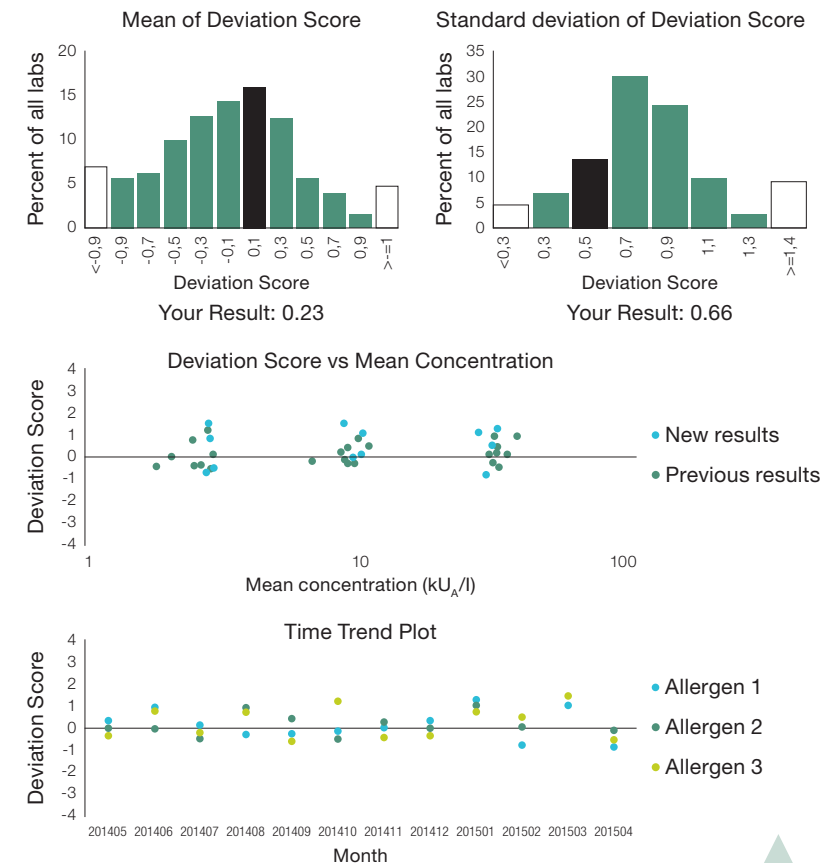 Mean of Deviation Score
Percent of all labs
20
15
10
5
0
<-0,9
-0,9
-0,7
-0,5
-0,3
-0,1
0,1
0,3
0,5
0,7
0,9
>-=1
Deviation Score
Your Result: 0.23
Standard deviation of Deviation Score
Percent of all labs
35
30
25
20
15
10
5
0
<0,3
0,3
0,5
0,7
0,9
1,1
1,3
>=1,4
Deviation Score
Your Result: 0.66
Deviation Score vs Mean Concentration
Deviation Score
4
3
2
1
0
-1
-2
-3
-4
1
10
100
Mean concentration (kUA/l)
New results
Previous results
Time Trend Plot
Deviation Score
4
3
2
1
0
-1
-2
-3
-4
201405 201406 201407 201408 201409 201410 201411 201412 201501 201502 201503 201504
Month
Allergen 1
Allergen 2
Allergen 3